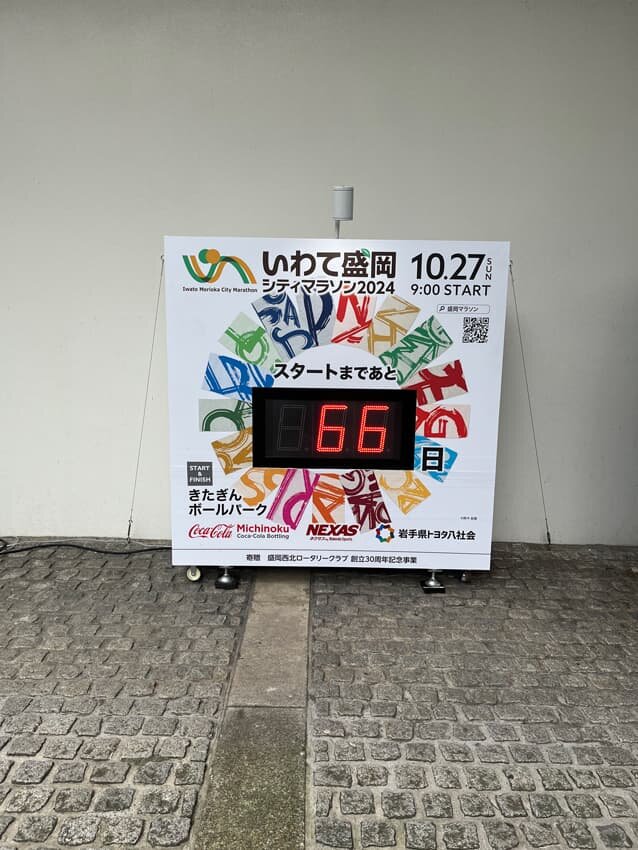 Iwate Morioka City Marathon
いわて盛岡
シティマラソン2024
10.27 SUN
9:00 START
盛岡マラソン
スタートまであと
66
日
START
&
FINISH
きたぎん
ボールパーク
Coca-Cola
Michinoku
Coca-Cola Bottling
NEXAS
岩手県トヨタ八社会
寄贈 盛岡西北ロータリークラブ 創立30周年記念事業